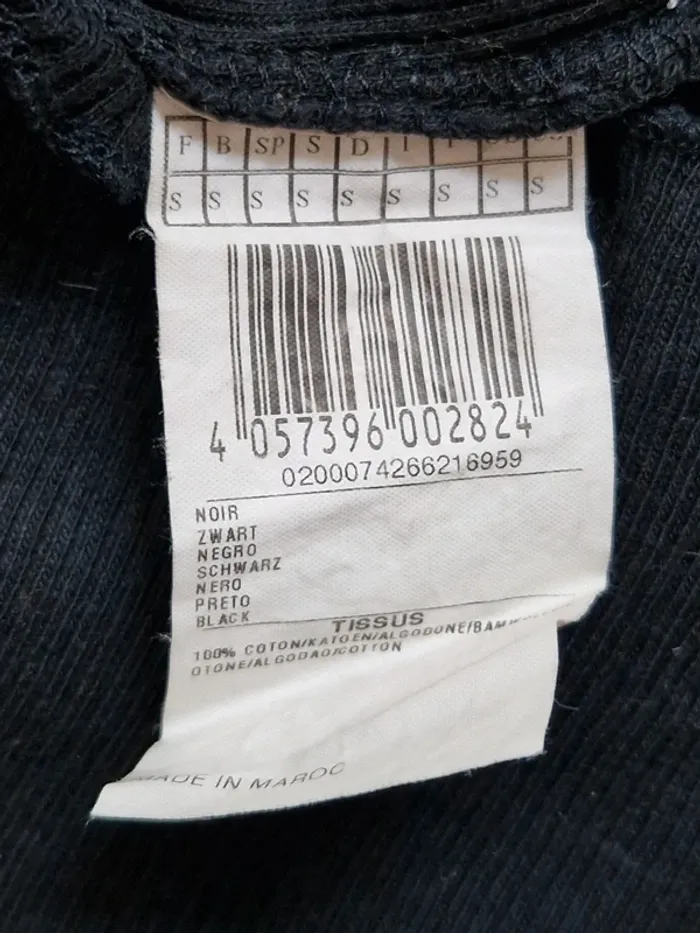 F B SP S D I
S S S S S S S S S
4 057396 002824
0200074266216959
NOIR
ZWART
NEGRO
SCHWARZ
NERO
PRETO
BLACK
TISSUS
100% COTON/KATOEN/ALGODONE/
OTONE/ALGODAO/COTTON
MADE IN MAROC